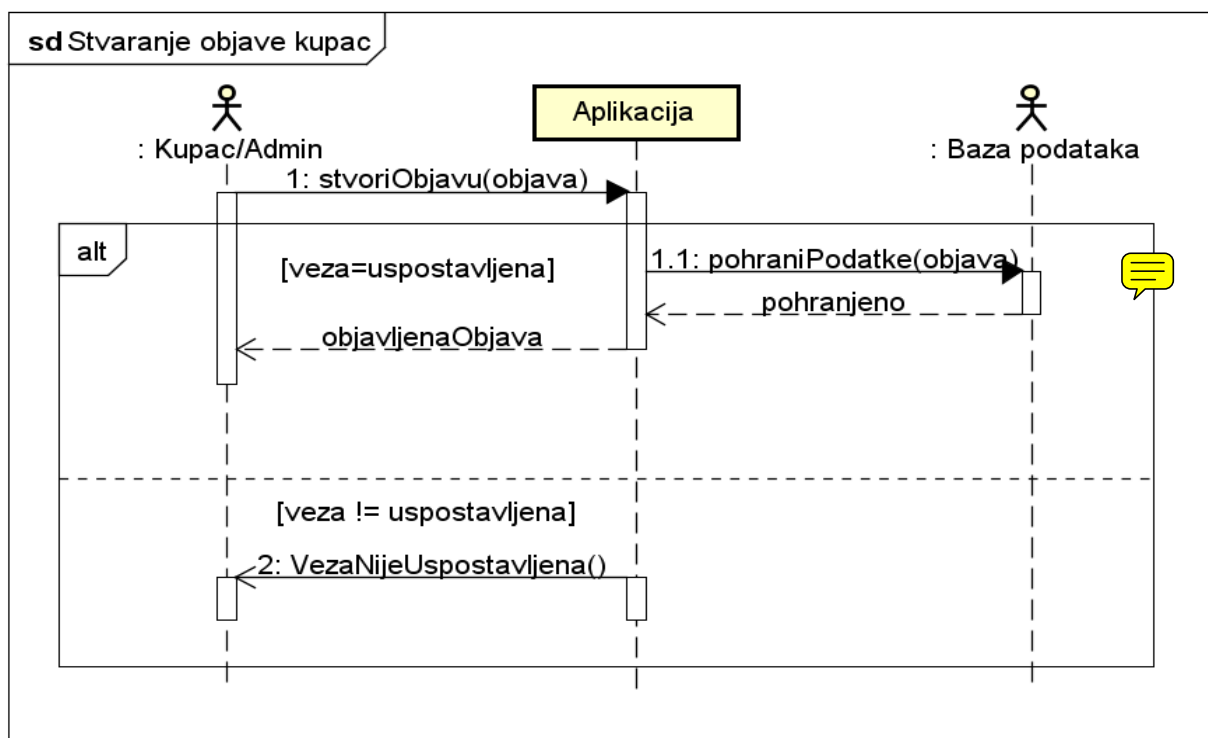 sd Stvaranje objave kupac
: Kupac/Admin
Aplikacija
: Baza podataka
1: stvoriObjavu(objava)
alt
[veza=uspostavljena]
1.1: pohraniPodatke(objava)
pohranjeno
objavljenaObjava
[veza != uspostavljena]
2: VezaNijeUspostavljena()